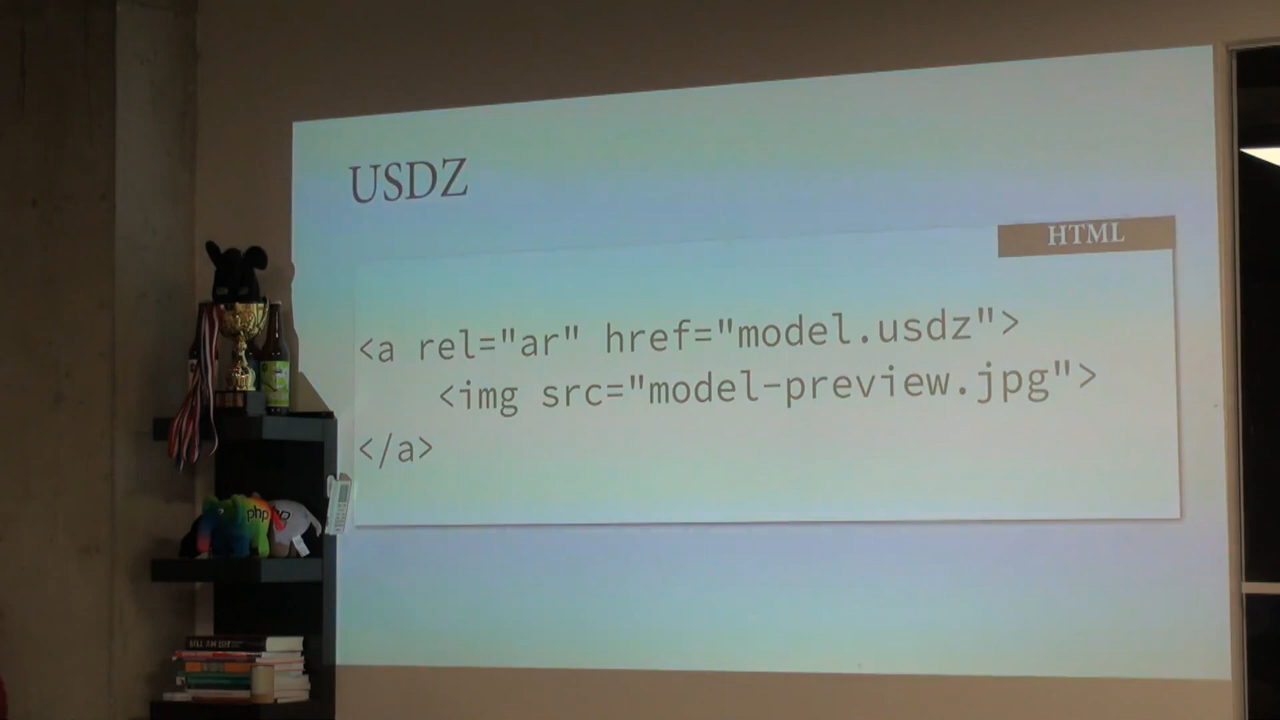 USDZ
HTML
<a rel="ar" href="model.usdz">
    <img src="model-preview.jpg">
</a>
php